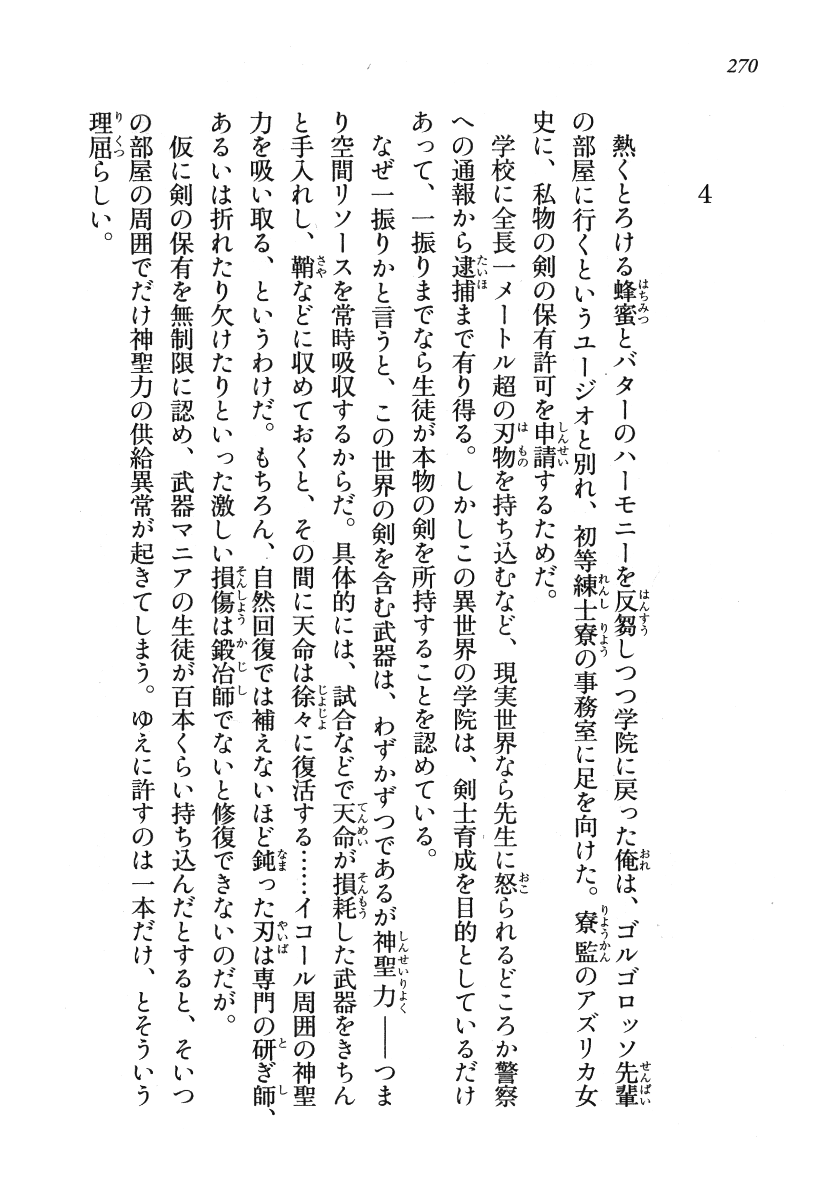 270
4
熱くとろける蜂蜜とバターのハーモニーを反芻しつつ学院に戻った俺は、ゴルゴロッソ先輩
の部屋に行くというユージオと別れ、初等練士寮の事務室に足を向けた。寮監のアズリカ女
史に、私物の剣の保有許可を申請するためだ。
学校に全長一メートル超の刃物を持ち込むなど、現実世界なら先生に怒られるどころか警察
への通報から逮捕まで有り得る。しかしこの異世界の学院は、剣士育成を目的としているだけ
あって、一振りまでなら生徒が本物の剣を所持することを認めている。
なぜ一振りかと言うと、この世界の剣を含む武器は、わずかずつであるが神聖力――つま
り空間リソースを常時吸収するからだ。具体的には、試合などで天命が損耗した武器をきちん
と手入れし、鞘などに収めておくと、その間に天命は徐々に復活する……イコール周囲の神聖
力を吸い取る、というわけだ。もちろん、自然回復では補えないほど鈍った刃は専門の研ぎ師、
あるいは折れたり欠けたりといった激しい損傷は鍛冶師でないと修復できないのだが。
仮に剣の保有を無制限に認め、武器マニアの生徒が百本くらい持ち込んだとすると、そいつ
の部屋の周囲でだけ神聖力の供給異常が起きてしまう。ゆえに許すのは一本だけ、とそういう
理屈らしい。